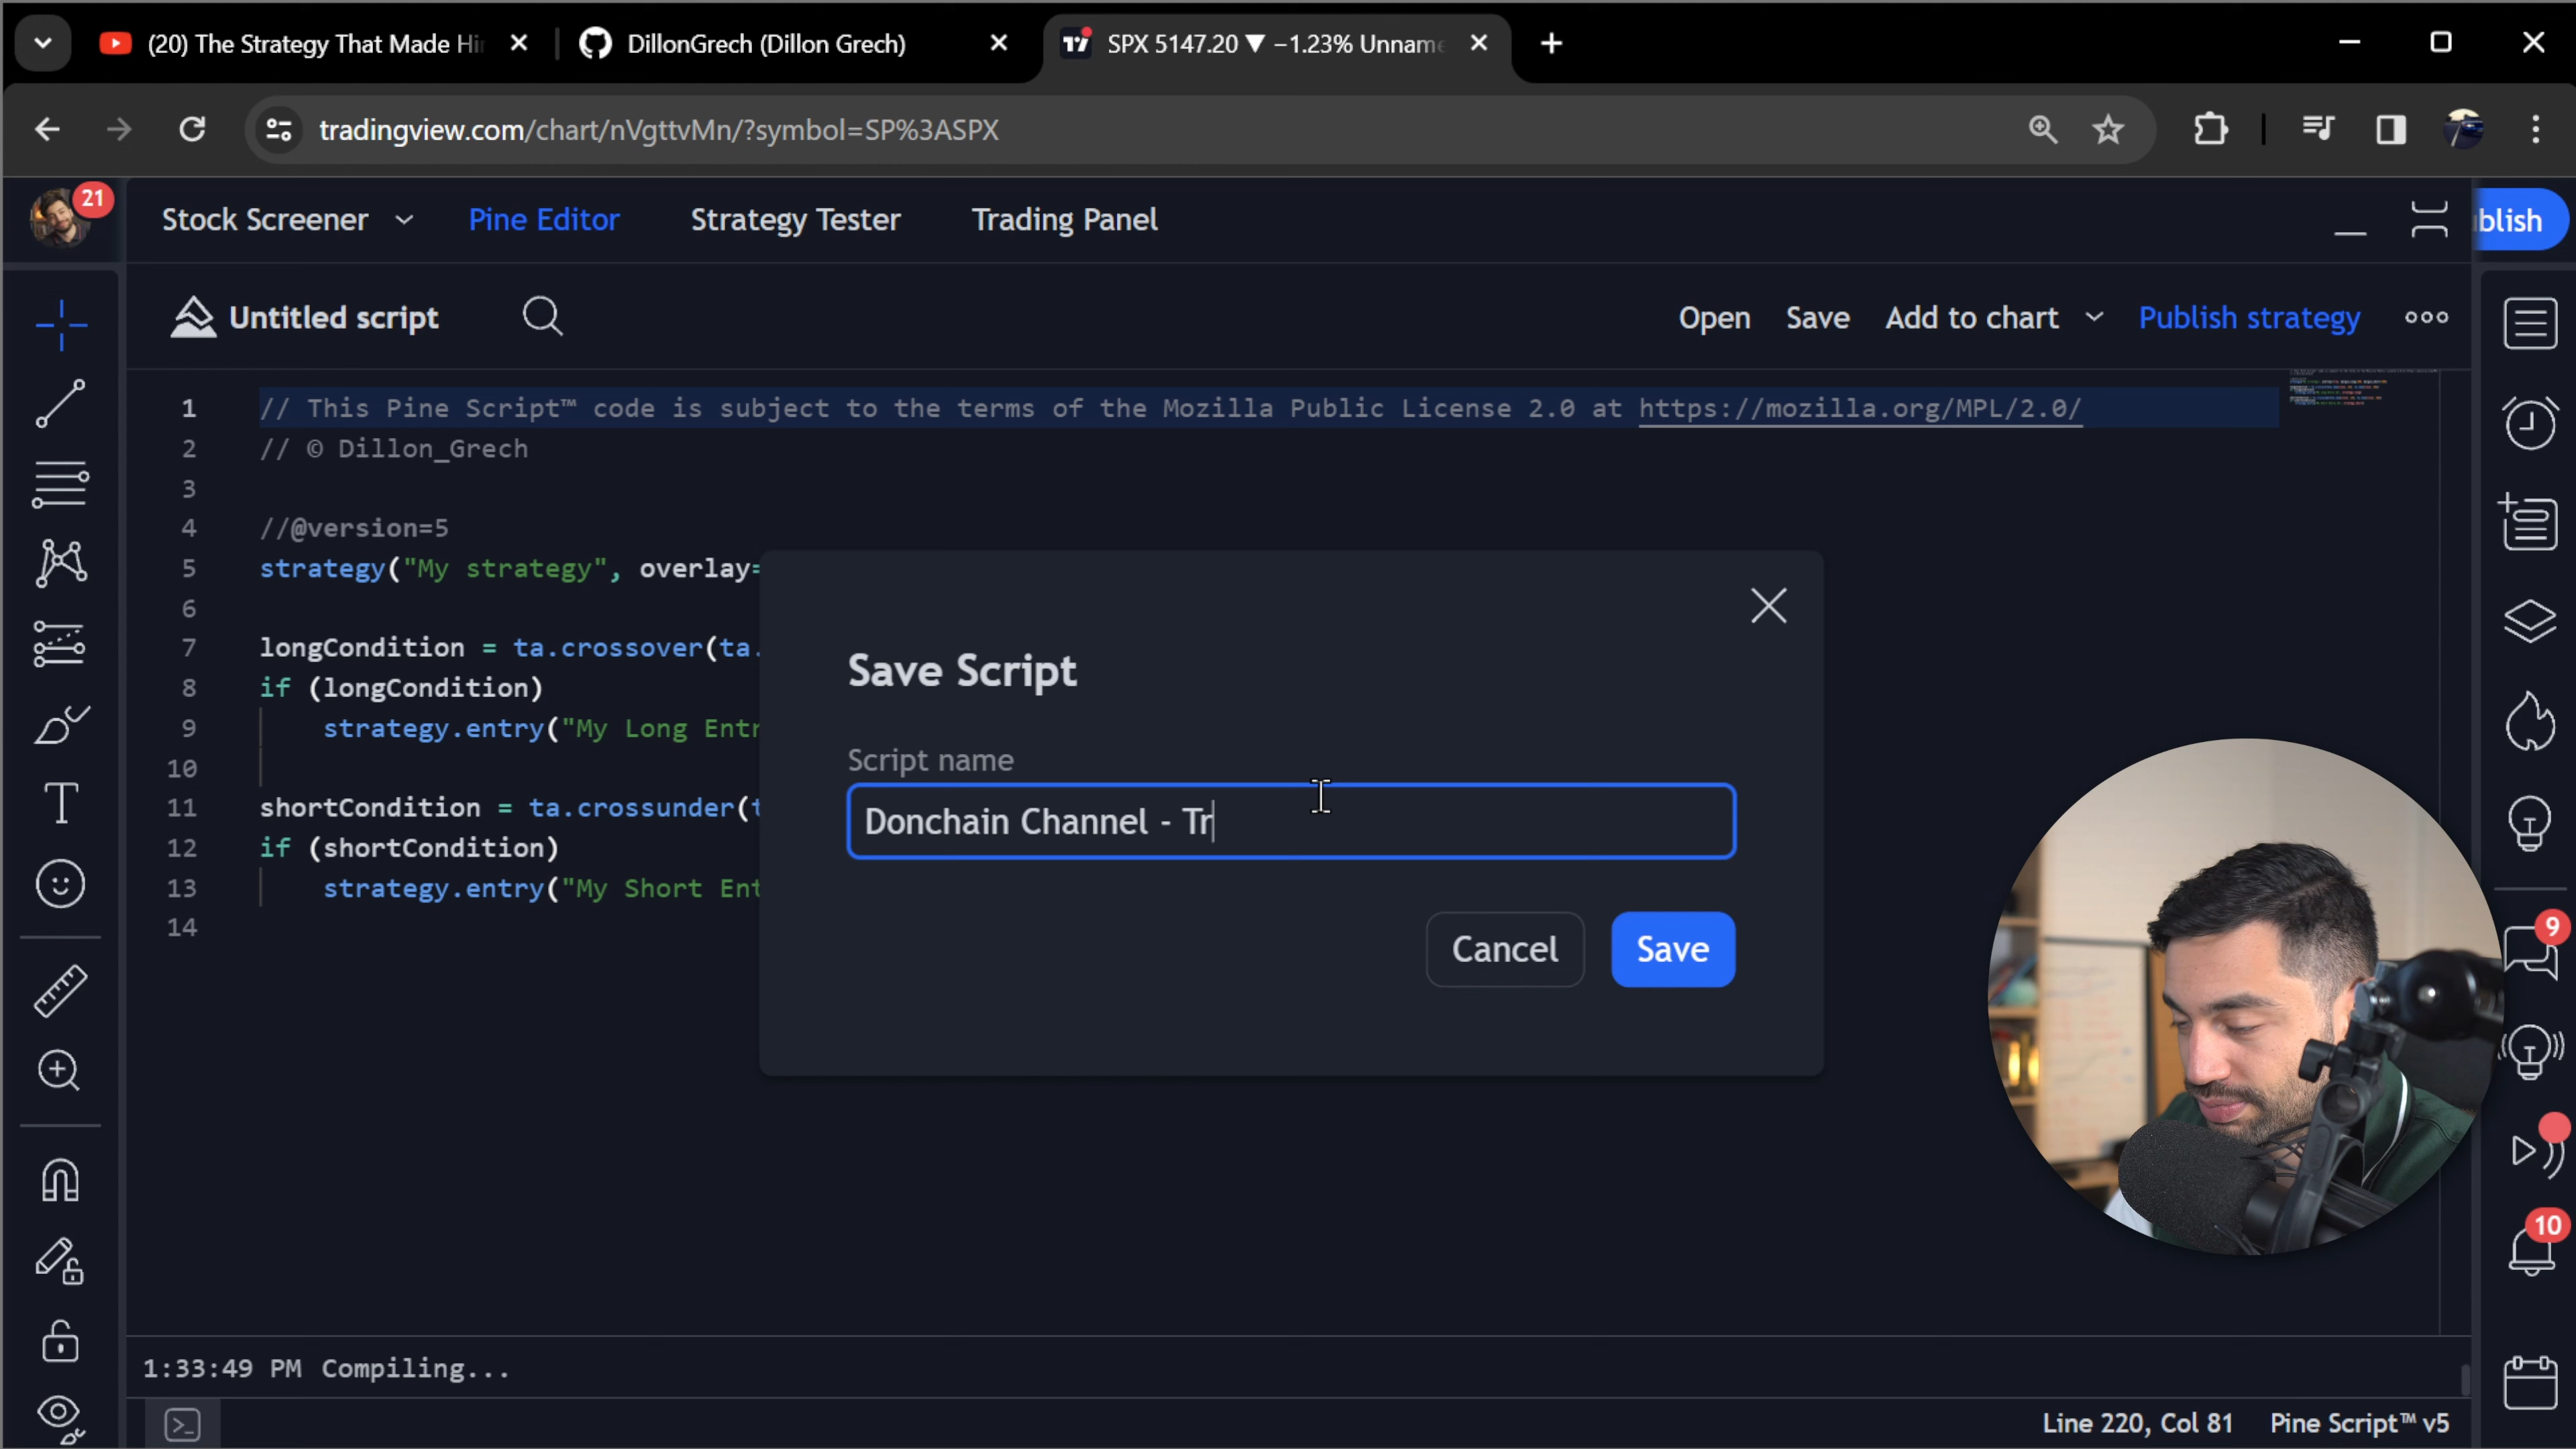 (20) The Strategy That Made Hi
DillonGrech (Dillon Grech)
SPX 5147.20 ▼ −1.23% Unnam
tradingview.com/chart/nVgttvMn/?symbol=SP%3ASPX
21
Stock Screener
Pine Editor
Strategy Tester
Trading Panel
blish
Untitled script
Open
Save
Add to chart
Publish strategy
1 // This Pine Script™ code is subject to the terms of the Mozilla Public License 2.0 at https://mozilla.org/MPL/2.0/
2 // © Dillon_Grech
3
4 //@version=5
5 strategy("My strategy", overlay=
6
7 longCondition = ta.crossover(ta.
8 if (longCondition)
9 strategy.entry("My Long Entr
10
11 shortCondition = ta.crossunder(t
12 if (shortCondition)
13 strategy.entry("My Short Ent
14
Save Script
Script name
Donchain Channel - Tr
Cancel
Save
9
10
1:33:49 PM Compiling...
Line 220, Col 81
Pine Script™ v5